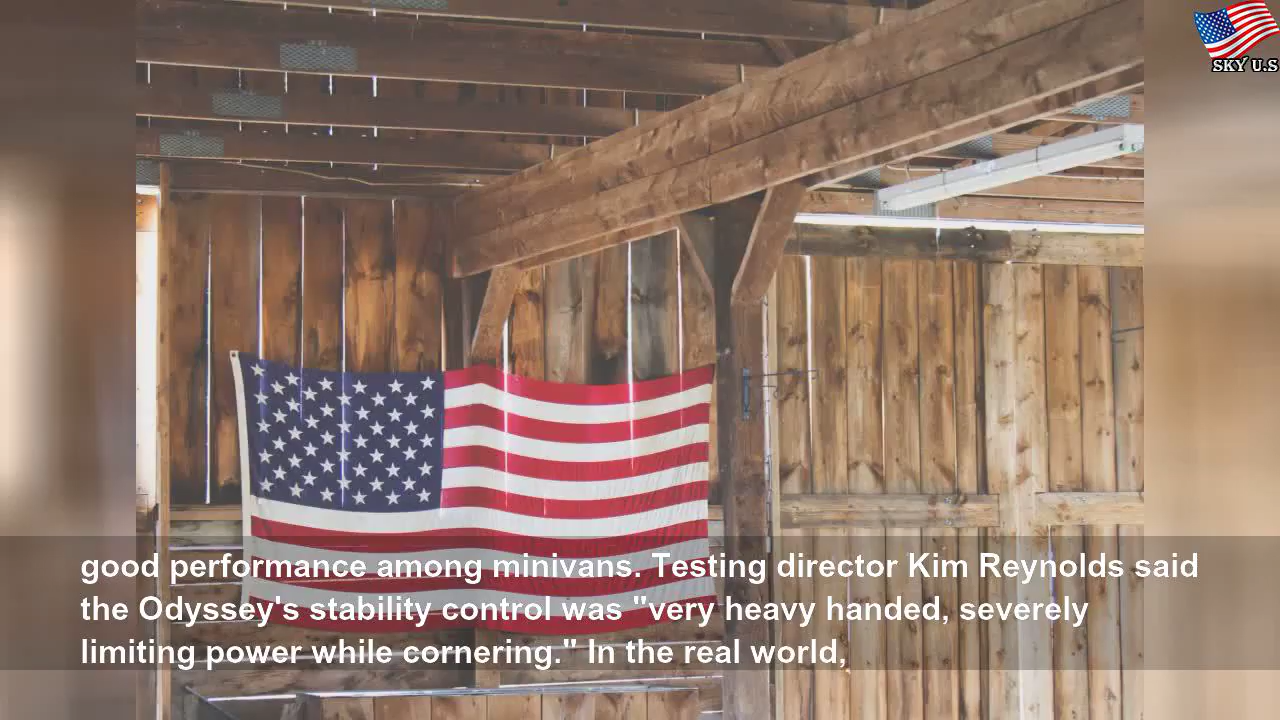 SKY U.S
good performance among minivans. Testing director Kim Reynolds said
the Odyssey's stability control was "very heavy handed, severely
limiting power while cornering." In the real world,